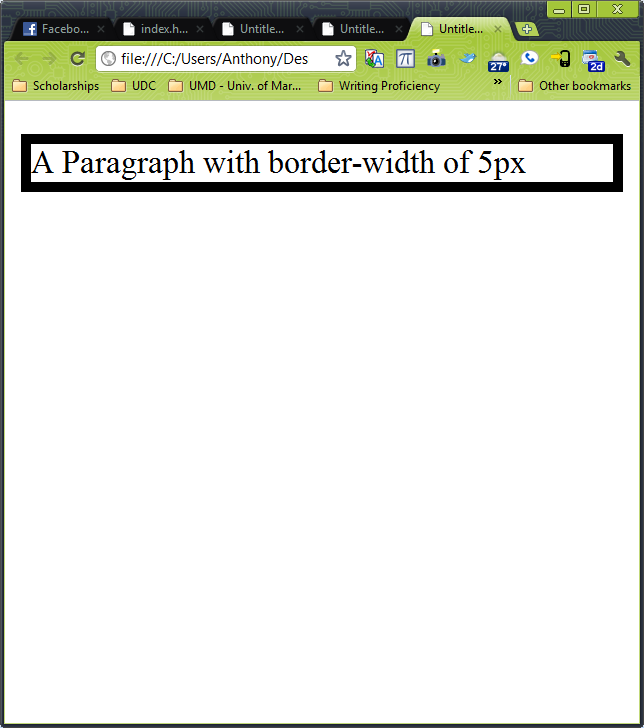 Facebo... index.h... Untitle... Untitle... Untitle...
file:///C:/Users/Anthony/Des 27° 2d
Scholarships UDC UMD - Univ. of Mar... Writing Proficiency » Other bookmarks
A Paragraph with border-width of 5px